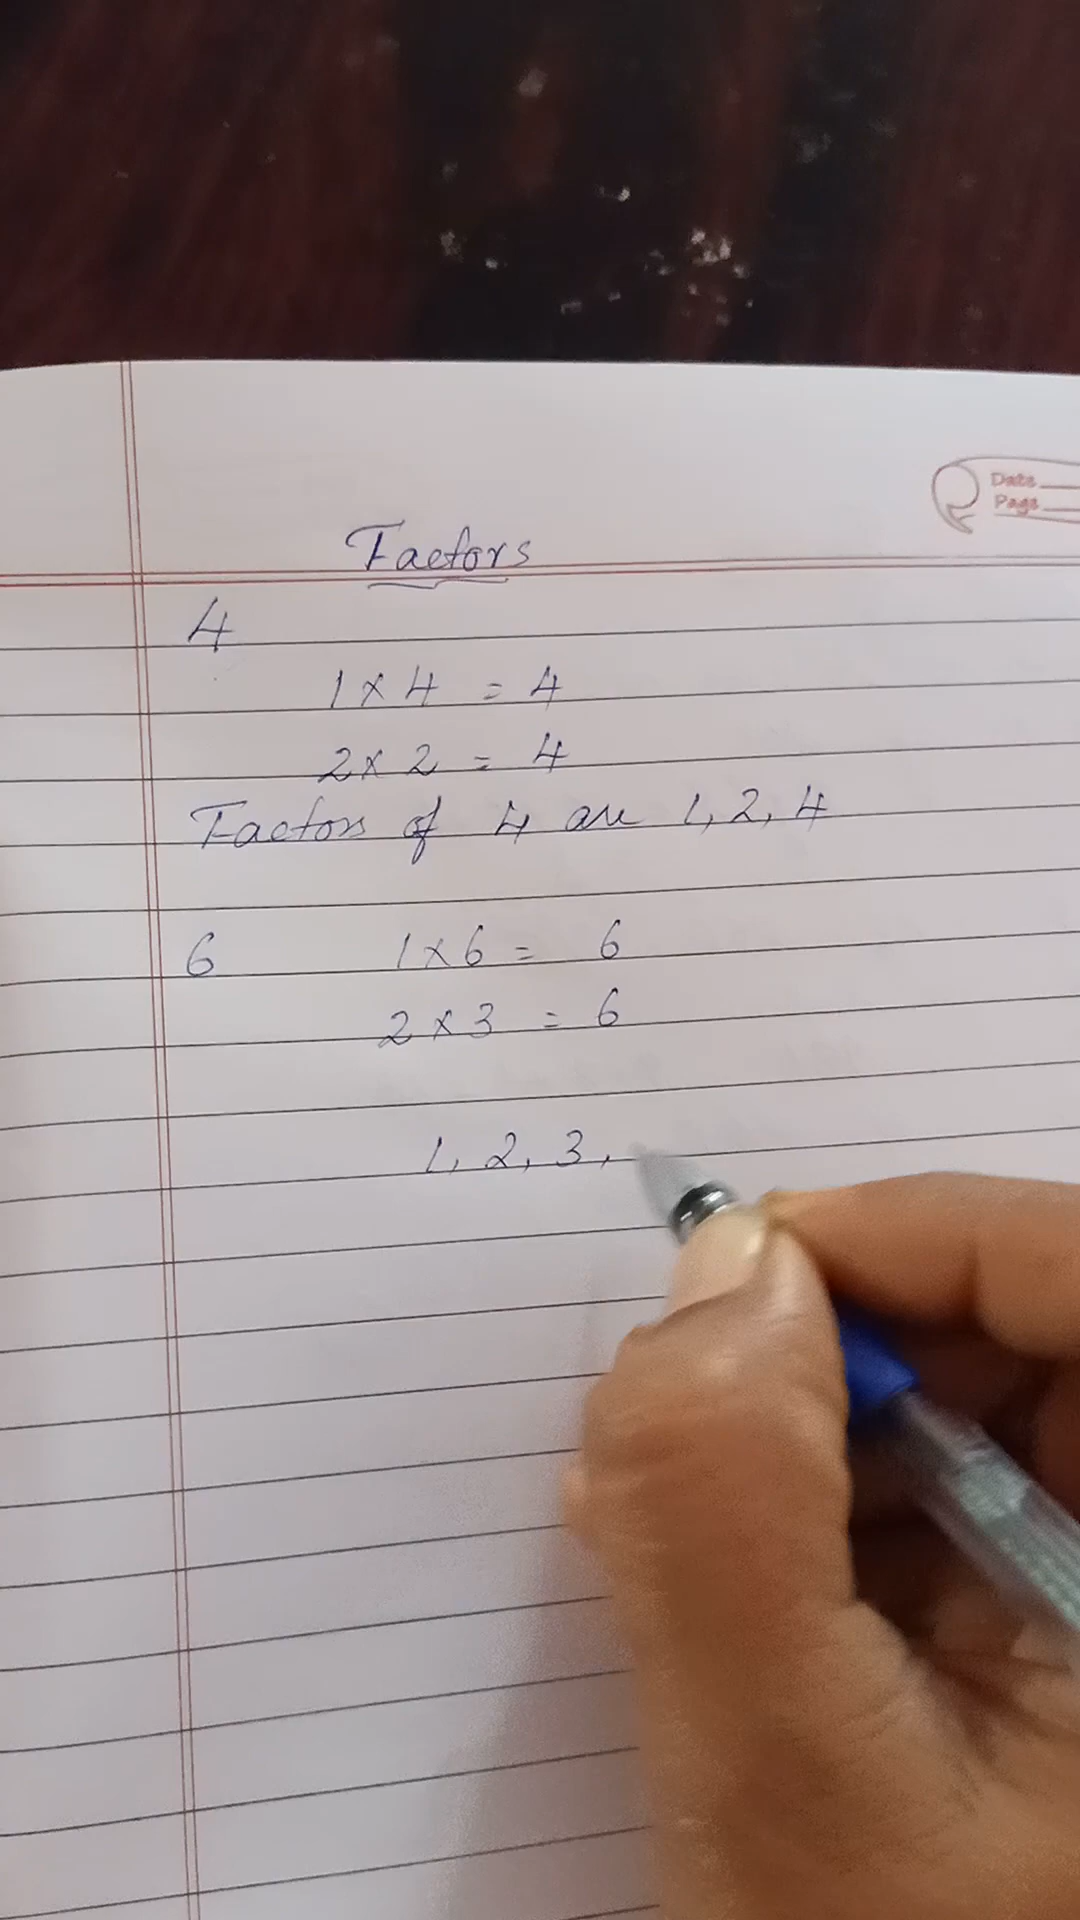 Date
Page
Factors
4
1 × 4 = 4
2 × 2 = 4
Factors of 4 are 1, 2, 4
6 1 × 6 = 6
2 × 3 = 6
1, 2, 3,